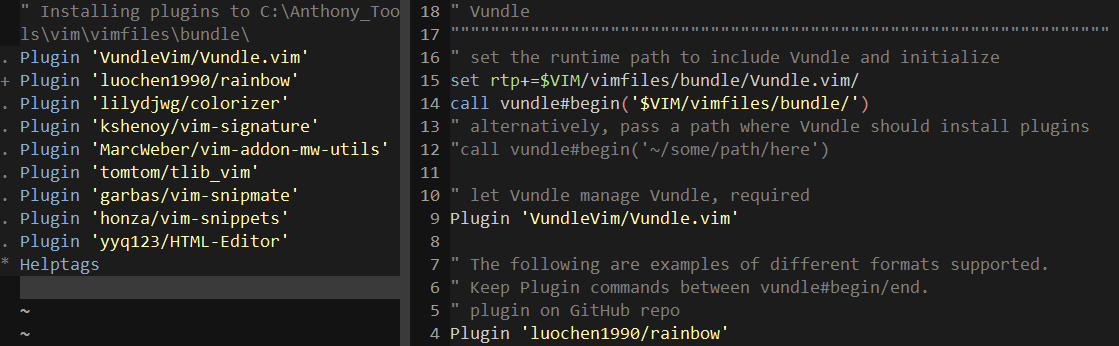 " Installing plugins to C:\Anthony_Too
ls\vim\vimfiles\bundle\
. Plugin 'VundleVim/Vundle.vim'
+ Plugin 'luochen1990/rainbow'
. Plugin 'lilydjwg/colorizer'
. Plugin 'kshenoy/vim-signature'
. Plugin 'MarcWeber/vim-addon-mw-utils'
. Plugin 'tomtom/tlib_vim'
. Plugin 'garbas/vim-snipmate'
. Plugin 'honza/vim-snippets'
. Plugin 'yyq123/HTML-Editor'
* Helptags
~
~
18 " Vundle
17 """""""""""""""""""""""""""""""""""""""""""""""""""""""""""""""""""
16 " set the runtime path to include Vundle and initialize
15 set rtp+=$VIM/vimfiles/bundle/Vundle.vim/
14 call vundle#begin('$VIM/vimfiles/bundle/')
13 " alternatively, pass a path where Vundle should install plugins
12 "call vundle#begin('~/some/path/here')
11
10 " let Vundle manage Vundle, required
9 Plugin 'VundleVim/Vundle.vim'
8
7 " The following are examples of different formats supported.
6 " Keep Plugin commands between vundle#begin/end.
5 " plugin on GitHub repo
4 Plugin 'luochen1990/rainbow'